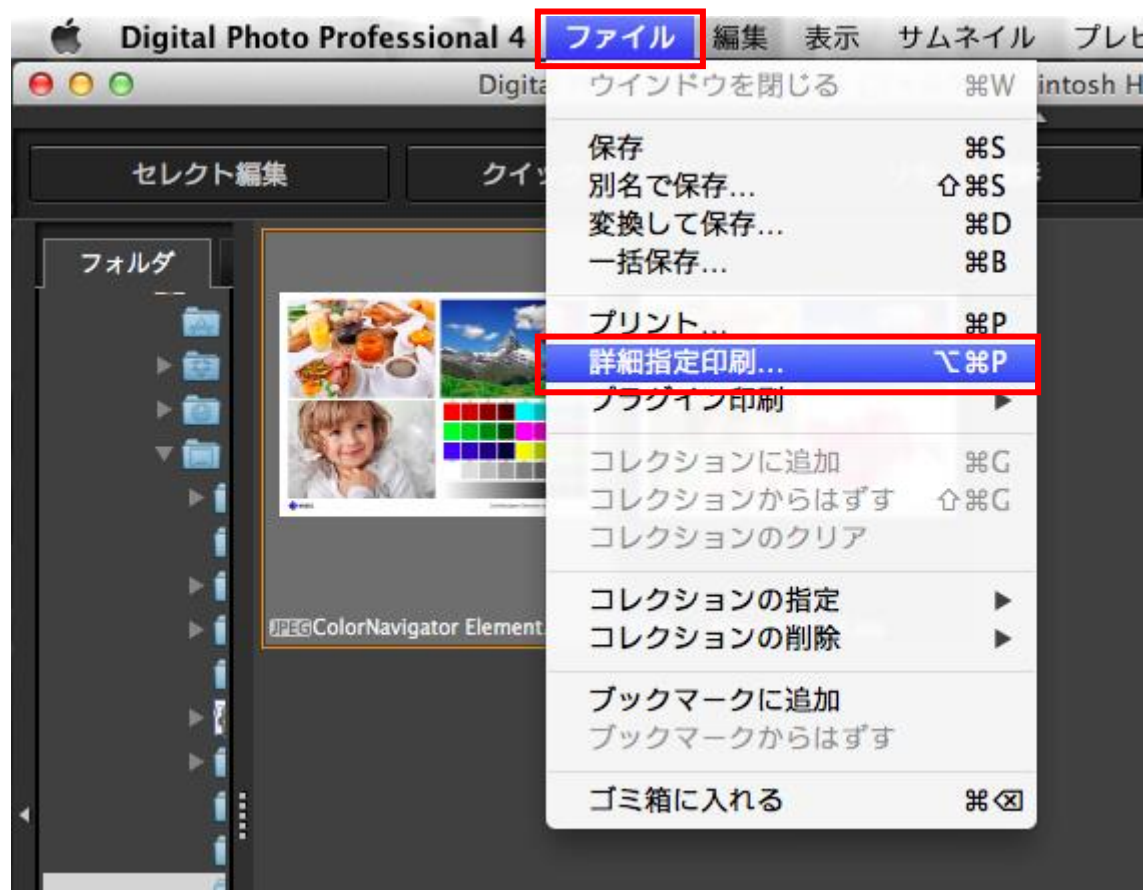 Digital Photo Professional 4 ファイル 編集 表示 サムネイル プレビ
Digita
intosh H
ウインドウを閉じる ⌘W
保存 ⌘S
別名で保存... ⇧⌘S
変換して保存... ⌘D
一括保存... ⌘B
プリント... ⌘P
詳細指定印刷... ⌥⌘P
プラグイン印刷 ▶
コレクションに追加 ⌘G
コレクションからはずす ⇧⌘G
コレクションのクリア
コレクションの指定 ▶
コレクションの削除 ▶
ブックマークに追加
ブックマークからはずす
ゴミ箱に入れる ⌘⌫
セレクト編集
クイッ
フォルダ
JPEG ColorNavigator Element